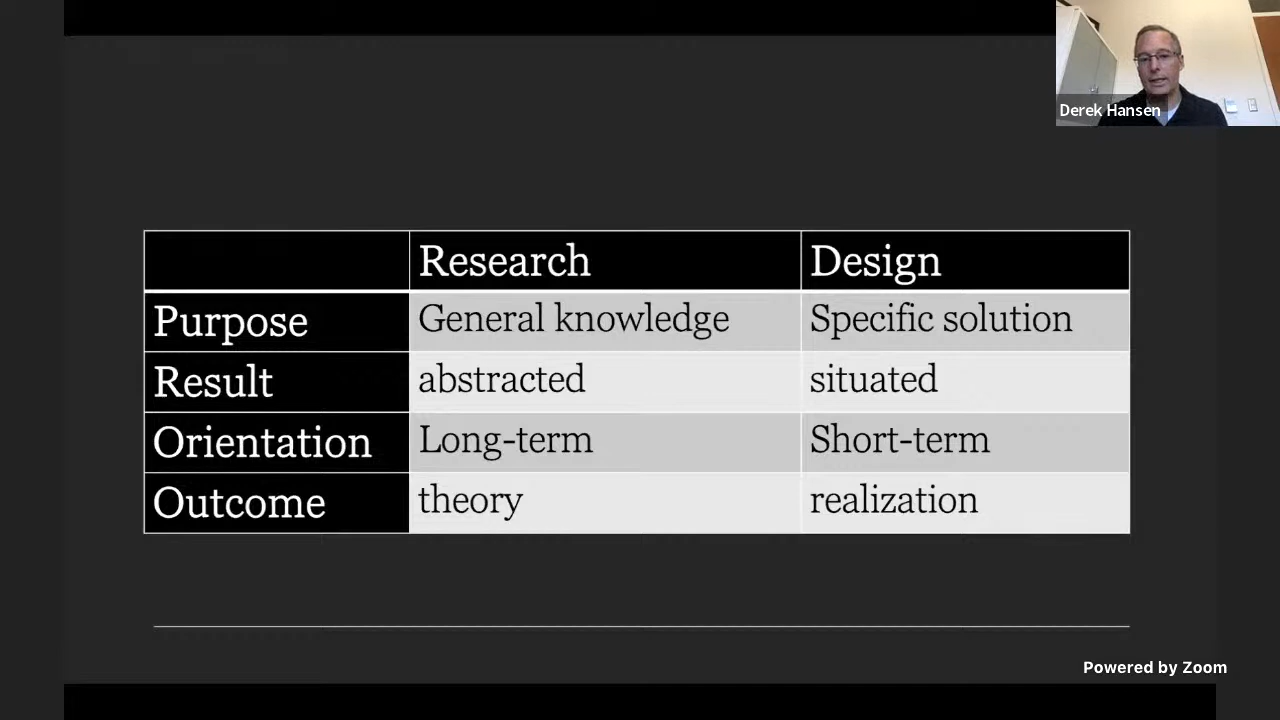 Derek Hansen
Research Design
Purpose General knowledge Specific solution
Result abstracted situated
Orientation Long-term Short-term
Outcome theory realization
Powered by Zoom